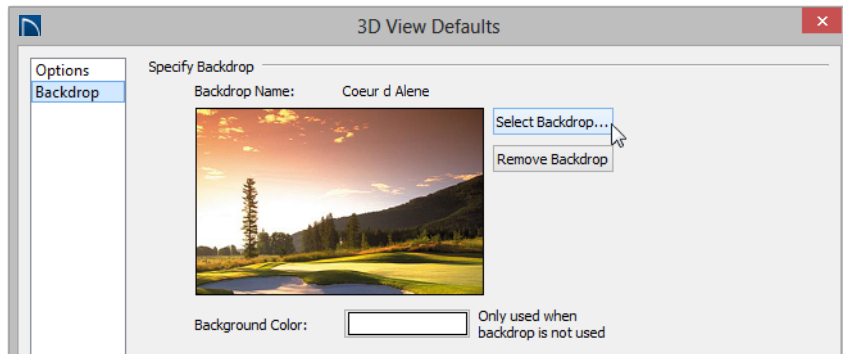 3D View Defaults
Options
Backdrop
Specify Backdrop
Backdrop Name: Coeur d Alene
Select Backdrop...
Remove Backdrop
Background Color:
Only used when
backdrop is not used